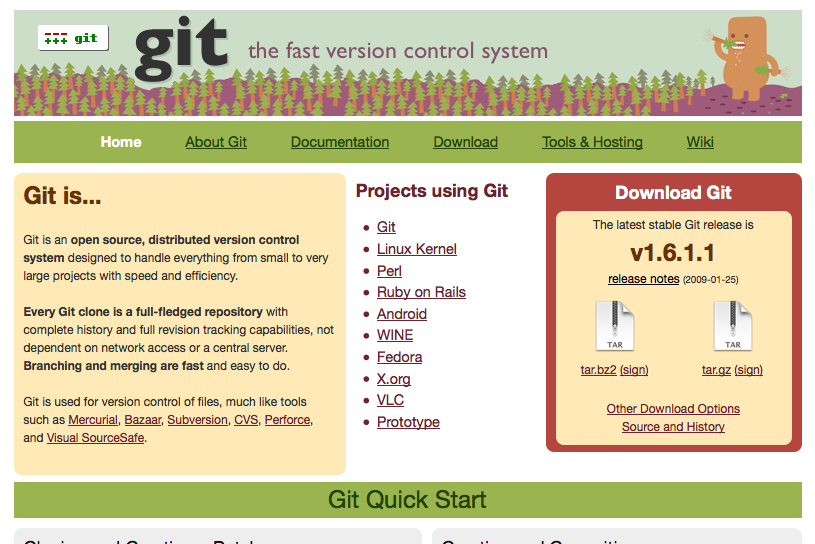 git
git
the fast version control system
Home
About Git
Documentation
Download
Tools & Hosting
Wiki
Git is...
Git is an open source, distributed version control
system designed to handle everything from small to very
large projects with speed and efficiency.
Every Git clone is a full-fledged repository with
complete history and full revision tracking capabilities, not
dependent on network access or a central server.
Branching and merging are fast and easy to do.
Git is used for version control of files, much like tools
such as Mercurial, Bazaar, Subversion, CVS, Perforce,
and Visual SourceSafe.
Projects using Git
Git
Linux Kernel
Perl
Ruby on Rails
Android
WINE
Fedora
X.org
VLC
Prototype
Download Git
The latest stable Git release is
v1.6.1.1
release notes (2009-01-25)
TAR
TAR
tar.bz2 (sign)
tar.gz (sign)
Other Download Options
Source and History
Git Quick Start